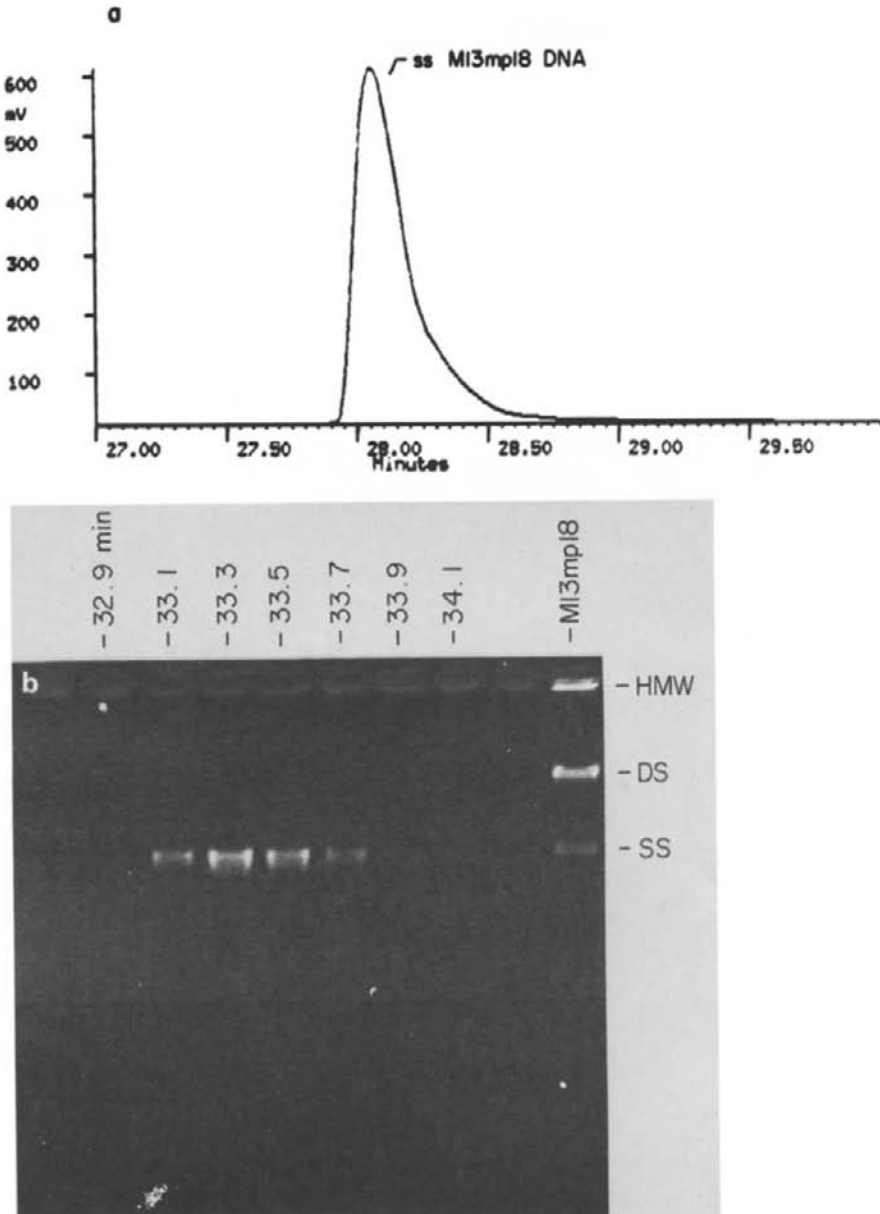 a
ss M13mp18 DNA
600
mV
500
400
300
200
100
27.00 27.50 28.00 28.50 29.00 29.50
Minutes
- 32.9 min
- 33.1
- 33.3
- 33.5
- 33.7
- 33.9
- 34.1
- M13mp18
b
- HMW
- DS
- SS